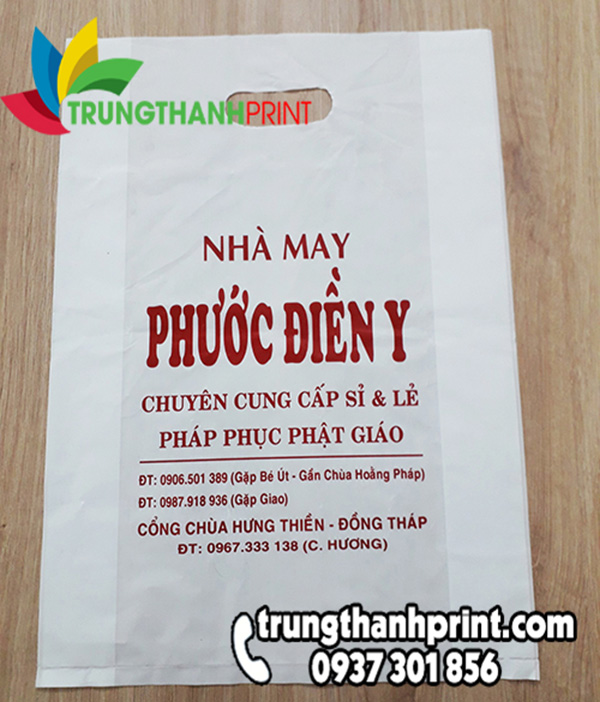 TRUNGTHANHPRINT
NHÀ MAY
PHƯỚC ĐIỀN Y
CHUYÊN CUNG CẤP SỈ & LẺ
PHÁP PHỤC PHẬT GIÁO
ĐT: 0906.501 389 (Gặp Bé Út - Gần Chùa Hoằng Pháp)
ĐT: 0987.918 936 (Gặp Giao)
CỔNG CHÙA HƯNG THIỀN - ĐỒNG THÁP
ĐT: 0967.333 138 (C. HƯƠNG)
trungthanhprint.com
0937 301 856